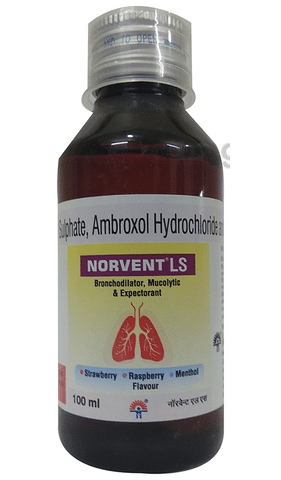 Sulphate, Ambroxol Hydrochloride
NORVENT® LS
Bronchodilator, Mucolytic
& Expectorant
• Strawberry • Raspberry • Menthol
Flavour
100 ml
नॉरवेन्ट एल एस